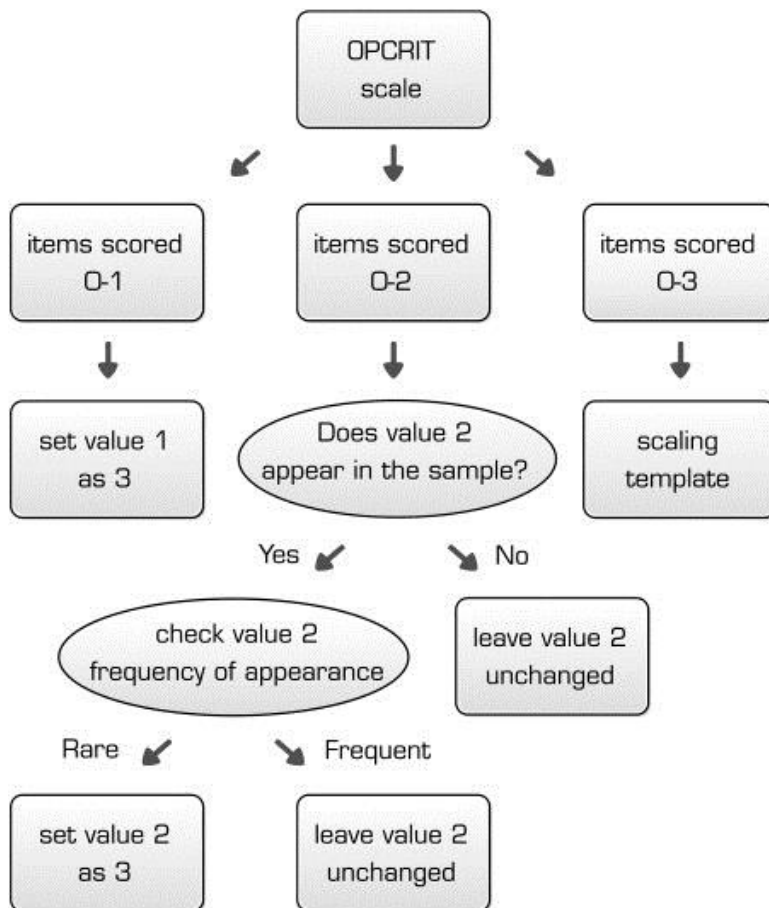 OPCRIT
scale
items scored
0-1
items scored
0-2
items scored
0-3
set value 1
as 3
Does value 2
appear in the sample?
scaling
template
Yes
No
check value 2
frequency of appearance
leave value 2
unchanged
Rare
Frequent
set value 2
as 3
leave value 2
unchanged